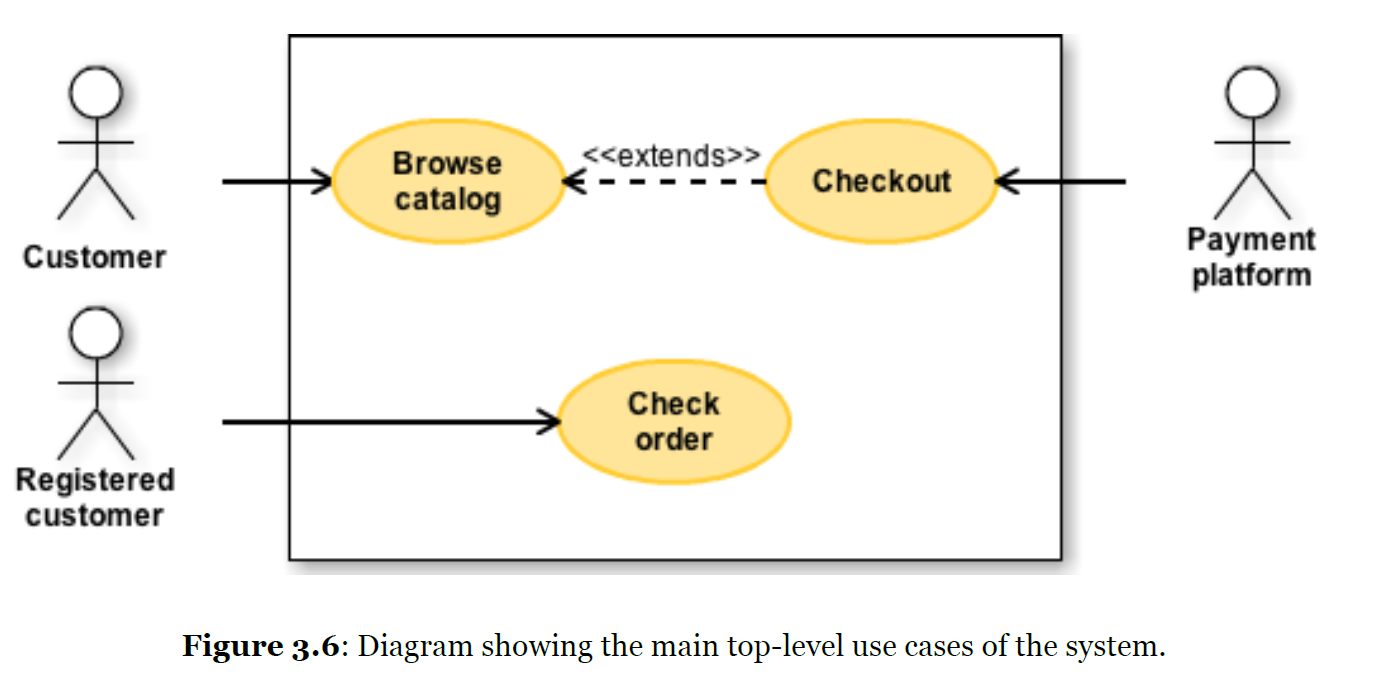 Browse
catalog
<<extends>>
Checkout
Customer
Payment
platform
Check
order
Registered
customer
Figure 3.6: Diagram showing the main top-level use cases of the system.